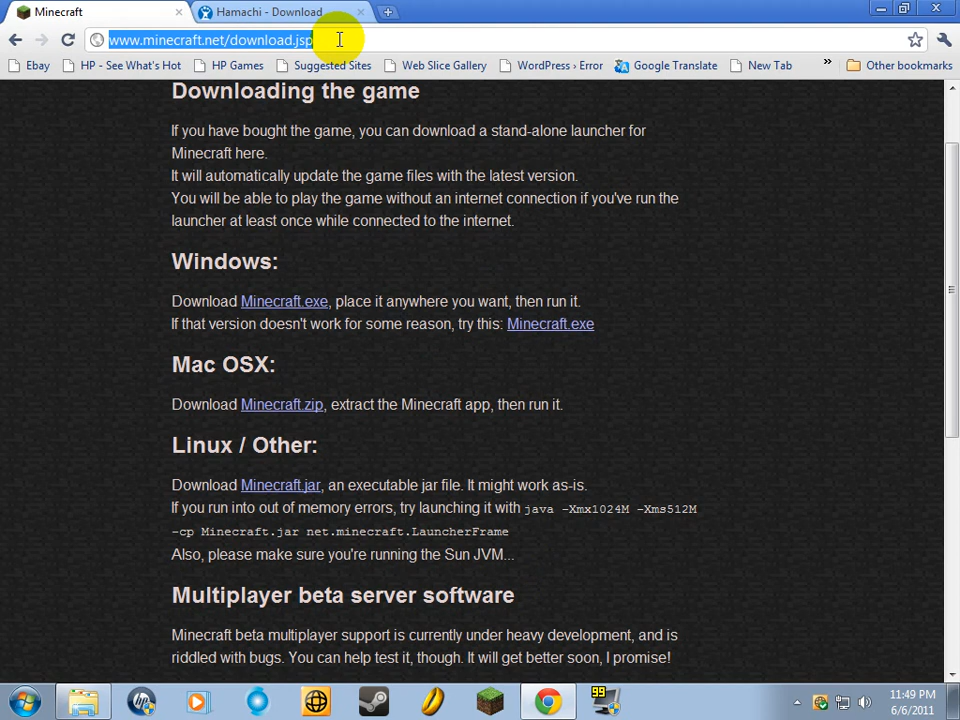 Minecraft
Hamachi - Download
www.minecraft.net/download.jsp
Ebay
HP - See What's Hot
HP Games
Suggested Sites
Web Slice Gallery
WordPress › Error
Google Translate
New Tab
»
Other bookmarks
Downloading the game
If you have bought the game, you can download a stand-alone launcher for
Minecraft here.
It will automatically update the game files with the latest version.
You will be able to play the game without an internet connection if you've run the
launcher at least once while connected to the internet.
Windows:
Download Minecraft.exe, place it anywhere you want, then run it.
If that version doesn't work for some reason, try this: Minecraft.exe
Mac OSX:
Download Minecraft.zip, extract the Minecraft app, then run it.
Linux / Other:
Download Minecraft.jar, an executable jar file. It might work as-is.
If you run into out of memory errors, try launching it with java -Xmx1024M -Xms512M
-cp Minecraft.jar net.minecraft.LauncherFrame
Also, please make sure you're running the Sun JVM...
Multiplayer beta server software
Minecraft beta multiplayer support is currently under heavy development, and is
riddled with bugs. You can help test it, though. It will get better soon, I promise!
hp
99
11:49 PM
6/6/2011